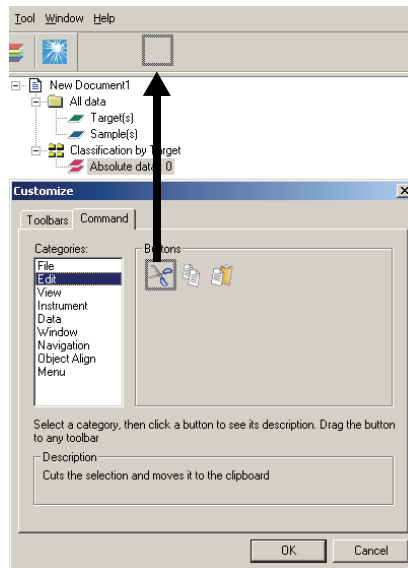 Tool Window Help
New Document1
All data
Target(s)
Sample(s)
Classification by Target
Absolute data 0
Customize
Toolbars Command
Categories:
Buttons
File
Edit
View
Instrument
Data
Window
Navigation
Object Align
Menu
Select a category, then click a button to see its description. Drag the button
to any toolbar
Description
Cuts the selection and moves it to the clipboard
OK Cancel